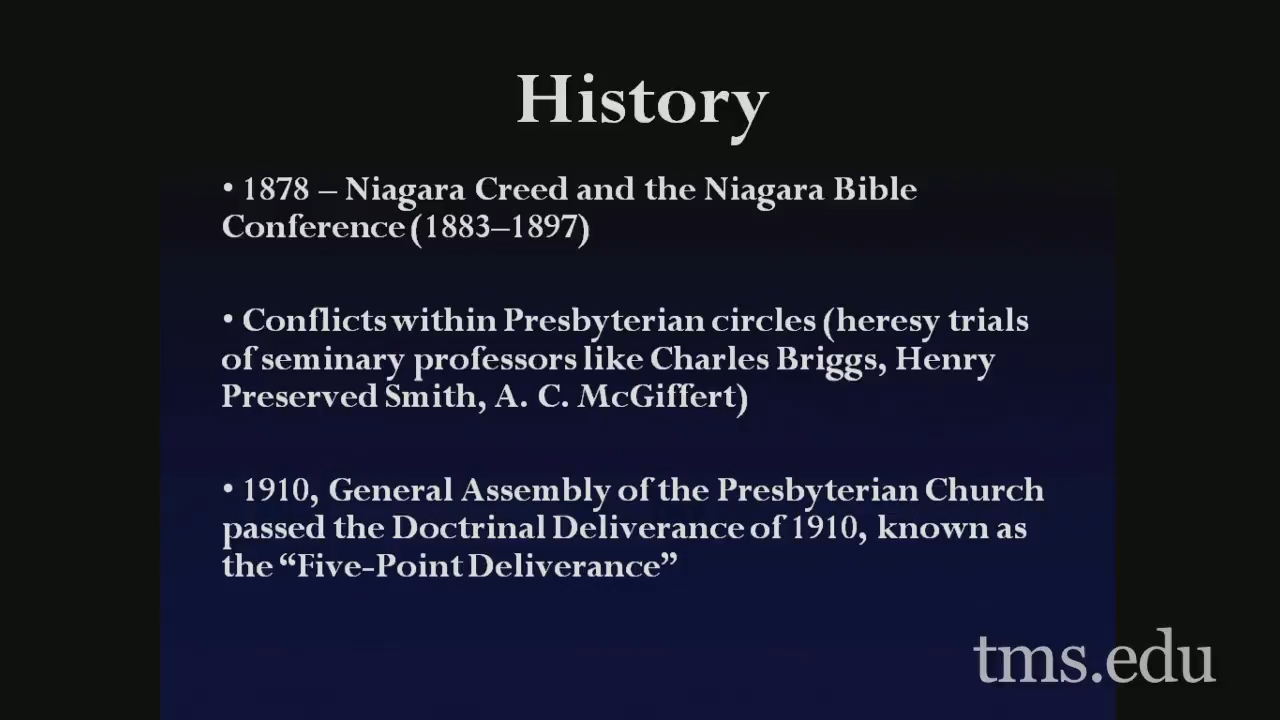 History
• 1878 – Niagara Creed and the Niagara Bible
Conference (1883–1897)
• Conflicts within Presbyterian circles (heresy trials
of seminary professors like Charles Briggs, Henry
Preserved Smith, A. C. McGiffert)
• 1910, General Assembly of the Presbyterian Church
passed the Doctrinal Deliverance of 1910, known as
the “Five-Point Deliverance”
tms.edu